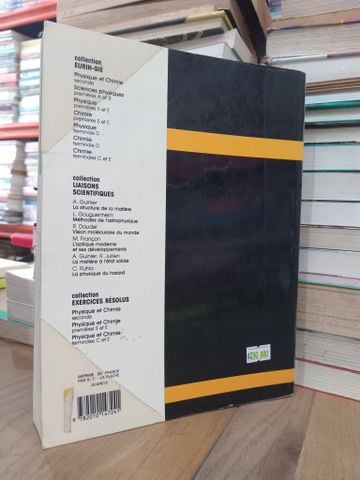 collection
EURIN-GIÉ
Physique et Chimie
seconde
Sciences physiques
premières A et B
Physique
premières S et E
Chimie
premières S et E
Physique
terminale D
Chimie
terminale D
Chimie
terminales C et E
collection
LIAISONS
SCIENTIFIQUES
A. Guinier
La structure de la matière
L. Gouguenheim
Méthodes de l'astrophysique
R. Daudel
Vision moléculaire du monde
M. Françon
L'optique moderne
et ses développements
A. Guinier, R. Jullien
La matière à l'état solide
C. Ruhla
La physique du hasard
collection
EXERCICES RÉSOLUS
Physique et Chimie
seconde
Physique et Chimie
premières S et E
Physique et Chimie
terminales C et E
IMPRIMÉ EN FRANCE
250 000